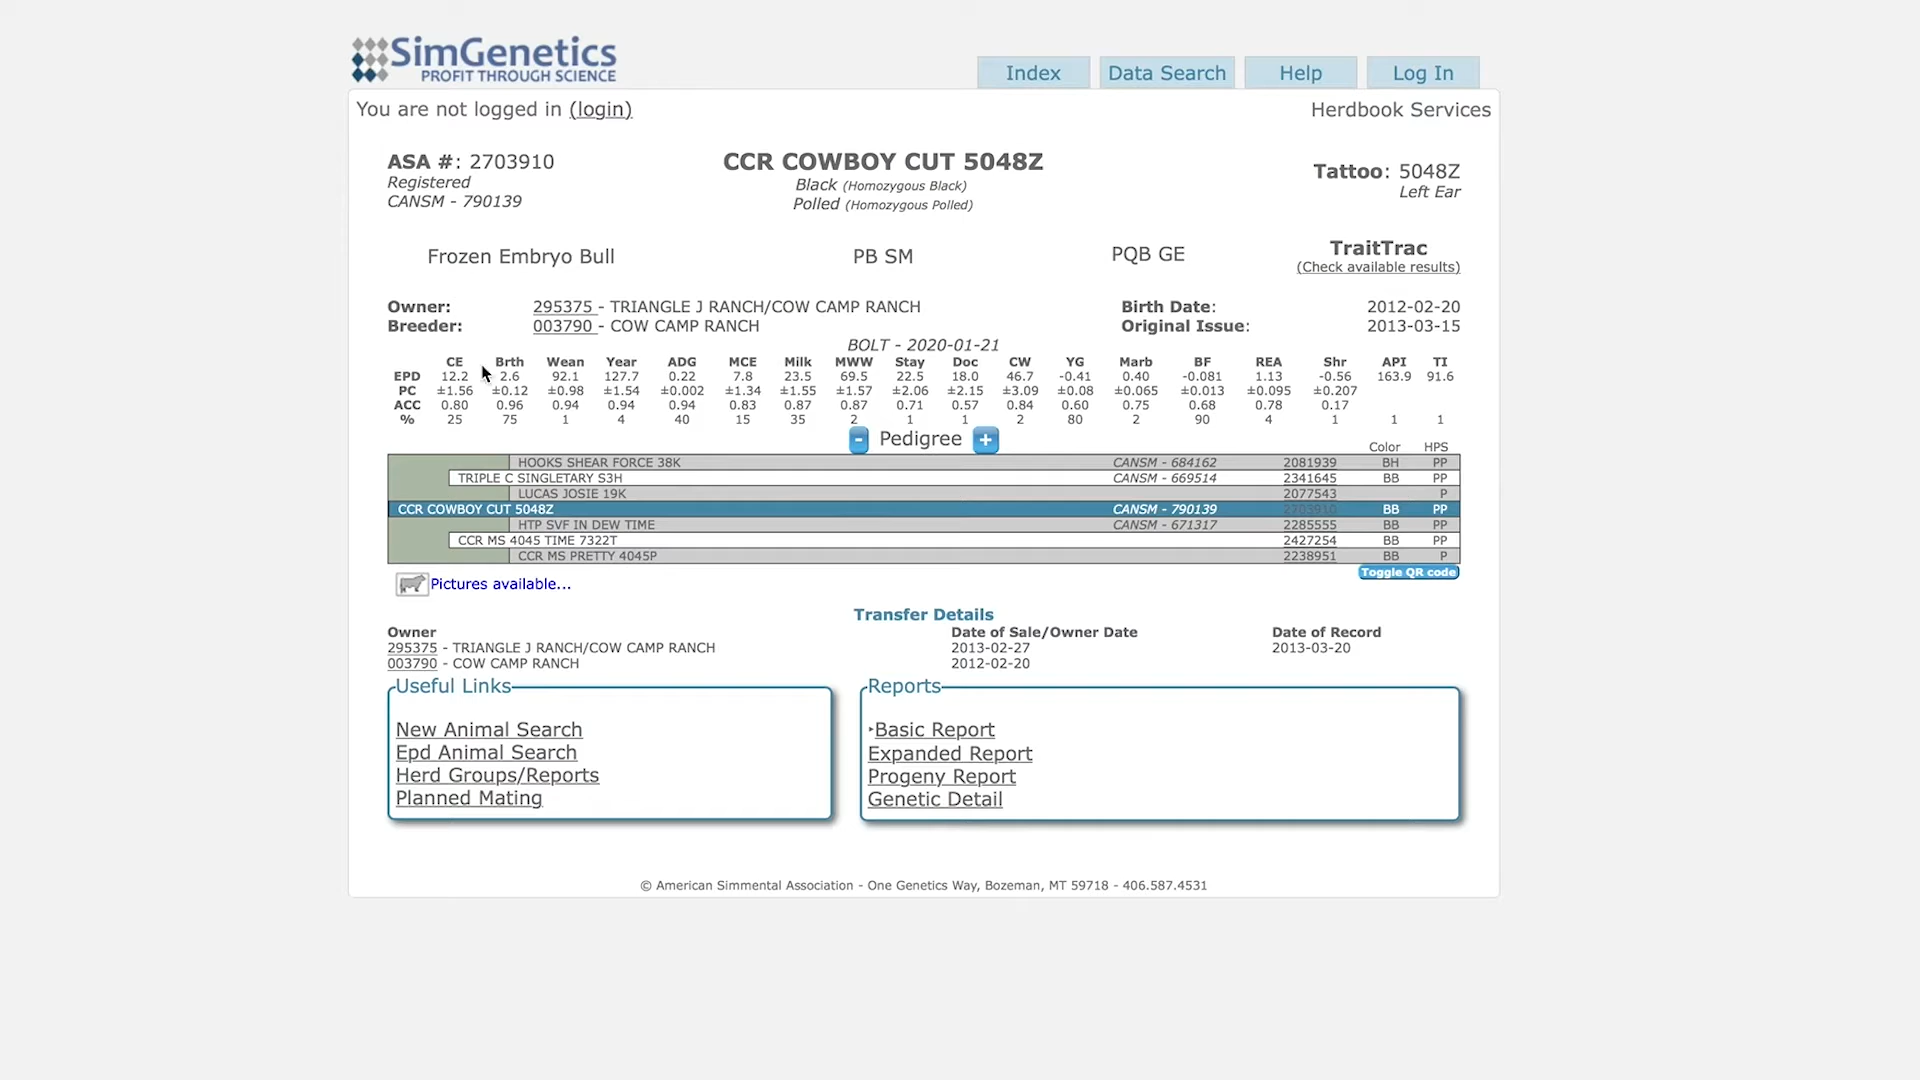 SimGenetics
PROFIT THROUGH SCIENCE
Index Data Search Help Log In
You are not logged in (login) Herdbook Services
ASA #: 2703910 CCR COWBOY CUT 5048Z Tattoo: 5048Z
Registered Black (Homozygous Black) Left Ear
CANSM - 790139 Polled (Homozygous Polled)
Frozen Embryo Bull PB SM PQB GE TraitTrac
(Check available results)
Owner: 295375 - TRIANGLE J RANCH/COW CAMP RANCH Birth Date: 2012-02-20
Breeder: 003790 - COW CAMP RANCH Original Issue: 2013-03-15
BOLT - 2020-01-21
CE Brth Wean Year ADG MCE Milk MWW Stay Doc CW YG Marb BF REA Shr API TI
EPD 12.2 2.6 92.1 127.7 0.22 7.8 23.5 69.5 22.5 18.0 46.7 -0.41 0.40 -0.081 1.13 -0.56 163.9 91.6
PC ±1.56 ±0.12 ±0.98 ±1.54 ±0.002 ±1.34 ±1.55 ±1.57 ±2.06 ±2.15 ±3.09 ±0.08 ±0.065 ±0.013 ±0.095 ±0.207
ACC 0.80 0.96 0.94 0.94 0.94 0.83 0.87 0.87 0.71 0.57 0.84 0.60 0.75 0.68 0.78 0.17
% 25 75 1 4 40 15 35 2 1 1 2 80 2 90 4 1 1 1
- Pedigree +
Color HPS
HOOKS SHEAR FORCE 38K CANSM - 684162 2081939 BH PP
TRIPLE C SINGLETARY S3H CANSM - 669514 2341645 BB PP
LUCAS JOSIE 19K 2077543 P
CCR COWBOY CUT 5048Z CANSM - 790139 2703910 BB PP
HTP SVF IN DEW TIME CANSM - 671317 2285555 BB PP
CCR MS 4045 TIME 7322T 2427254 BB PP
CCR MS PRETTY 4045P 2238951 BB P
Pictures available... Toggle QR code
Transfer Details
Owner Date of Sale/Owner Date Date of Record
295375 - TRIANGLE J RANCH/COW CAMP RANCH 2013-02-27 2013-03-20
003790 - COW CAMP RANCH 2012-02-20
Useful Links
New Animal Search
Epd Animal Search
Herd Groups/Reports
Planned Mating
Reports
Basic Report
Expanded Report
Progeny Report
Genetic Detail
© American Simmental Association - One Genetics Way, Bozeman, MT 59718 - 406.587.4531